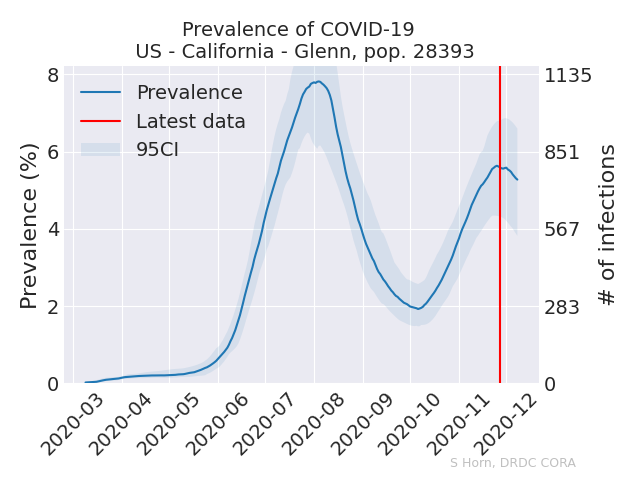 Prevalence of COVID-19
US - California - Glenn, pop. 28393
Prevalence
Latest data
95CI
Prevalence (%)
8
6
4
2
0
1135
851
567
283
0
# of infections
2020-03
2020-04
2020-05
2020-06
2020-07
2020-08
2020-09
2020-10
2020-11
2020-12
S Horn, DRDC CORA